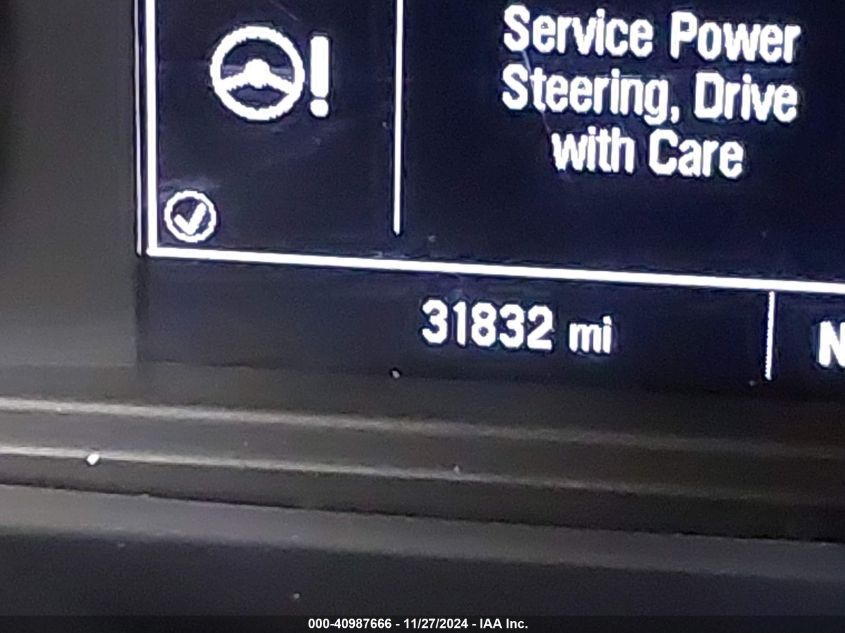 Service Power
Steering, Drive
with Care
31832 mi
N
000-40987666 - 11/27/2024 - IAA Inc.